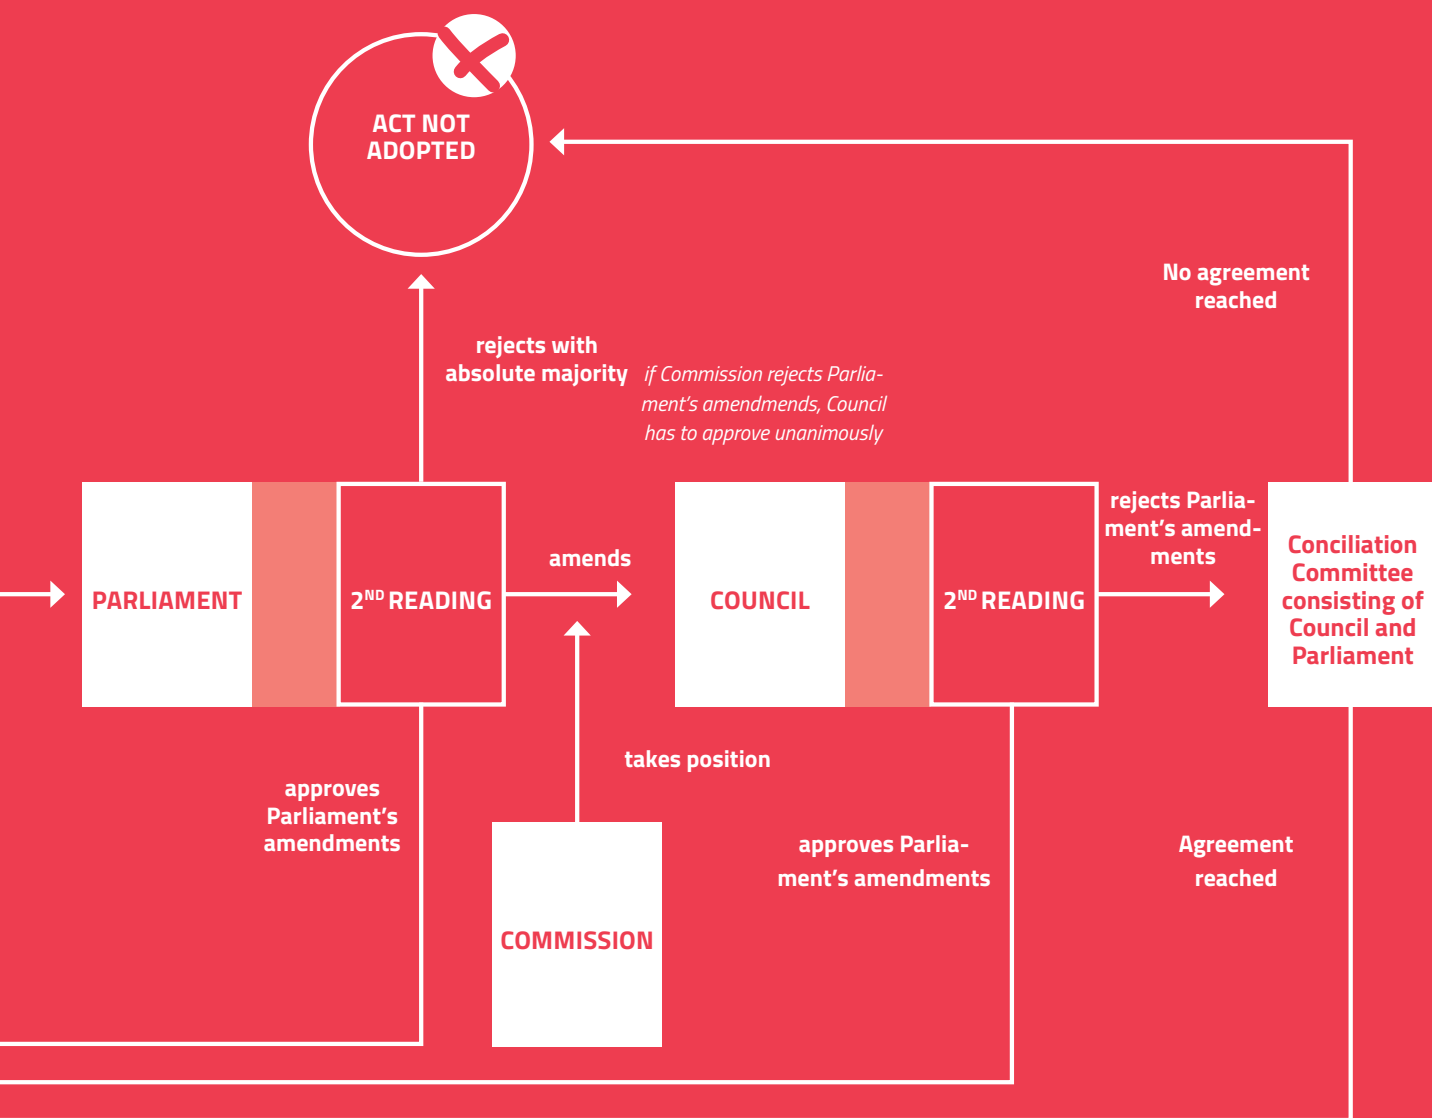 ACT NOT
ADOPTED
No agreement
reached
rejects with
absolute majority
if Commission rejects Parlia-
ment's amendmends, Council
has to approve unanimously
PARLIAMENT
2ND READING
amends
COUNCIL
2ND READING
rejects Parlia-
ment's amend-
ments
Conciliation
Committee
consisting of
Council and
Parliament
takes position
approves
Parliament's
amendments
COMMISSION
approves Parlia-
ment's amendments
Agreement
reached